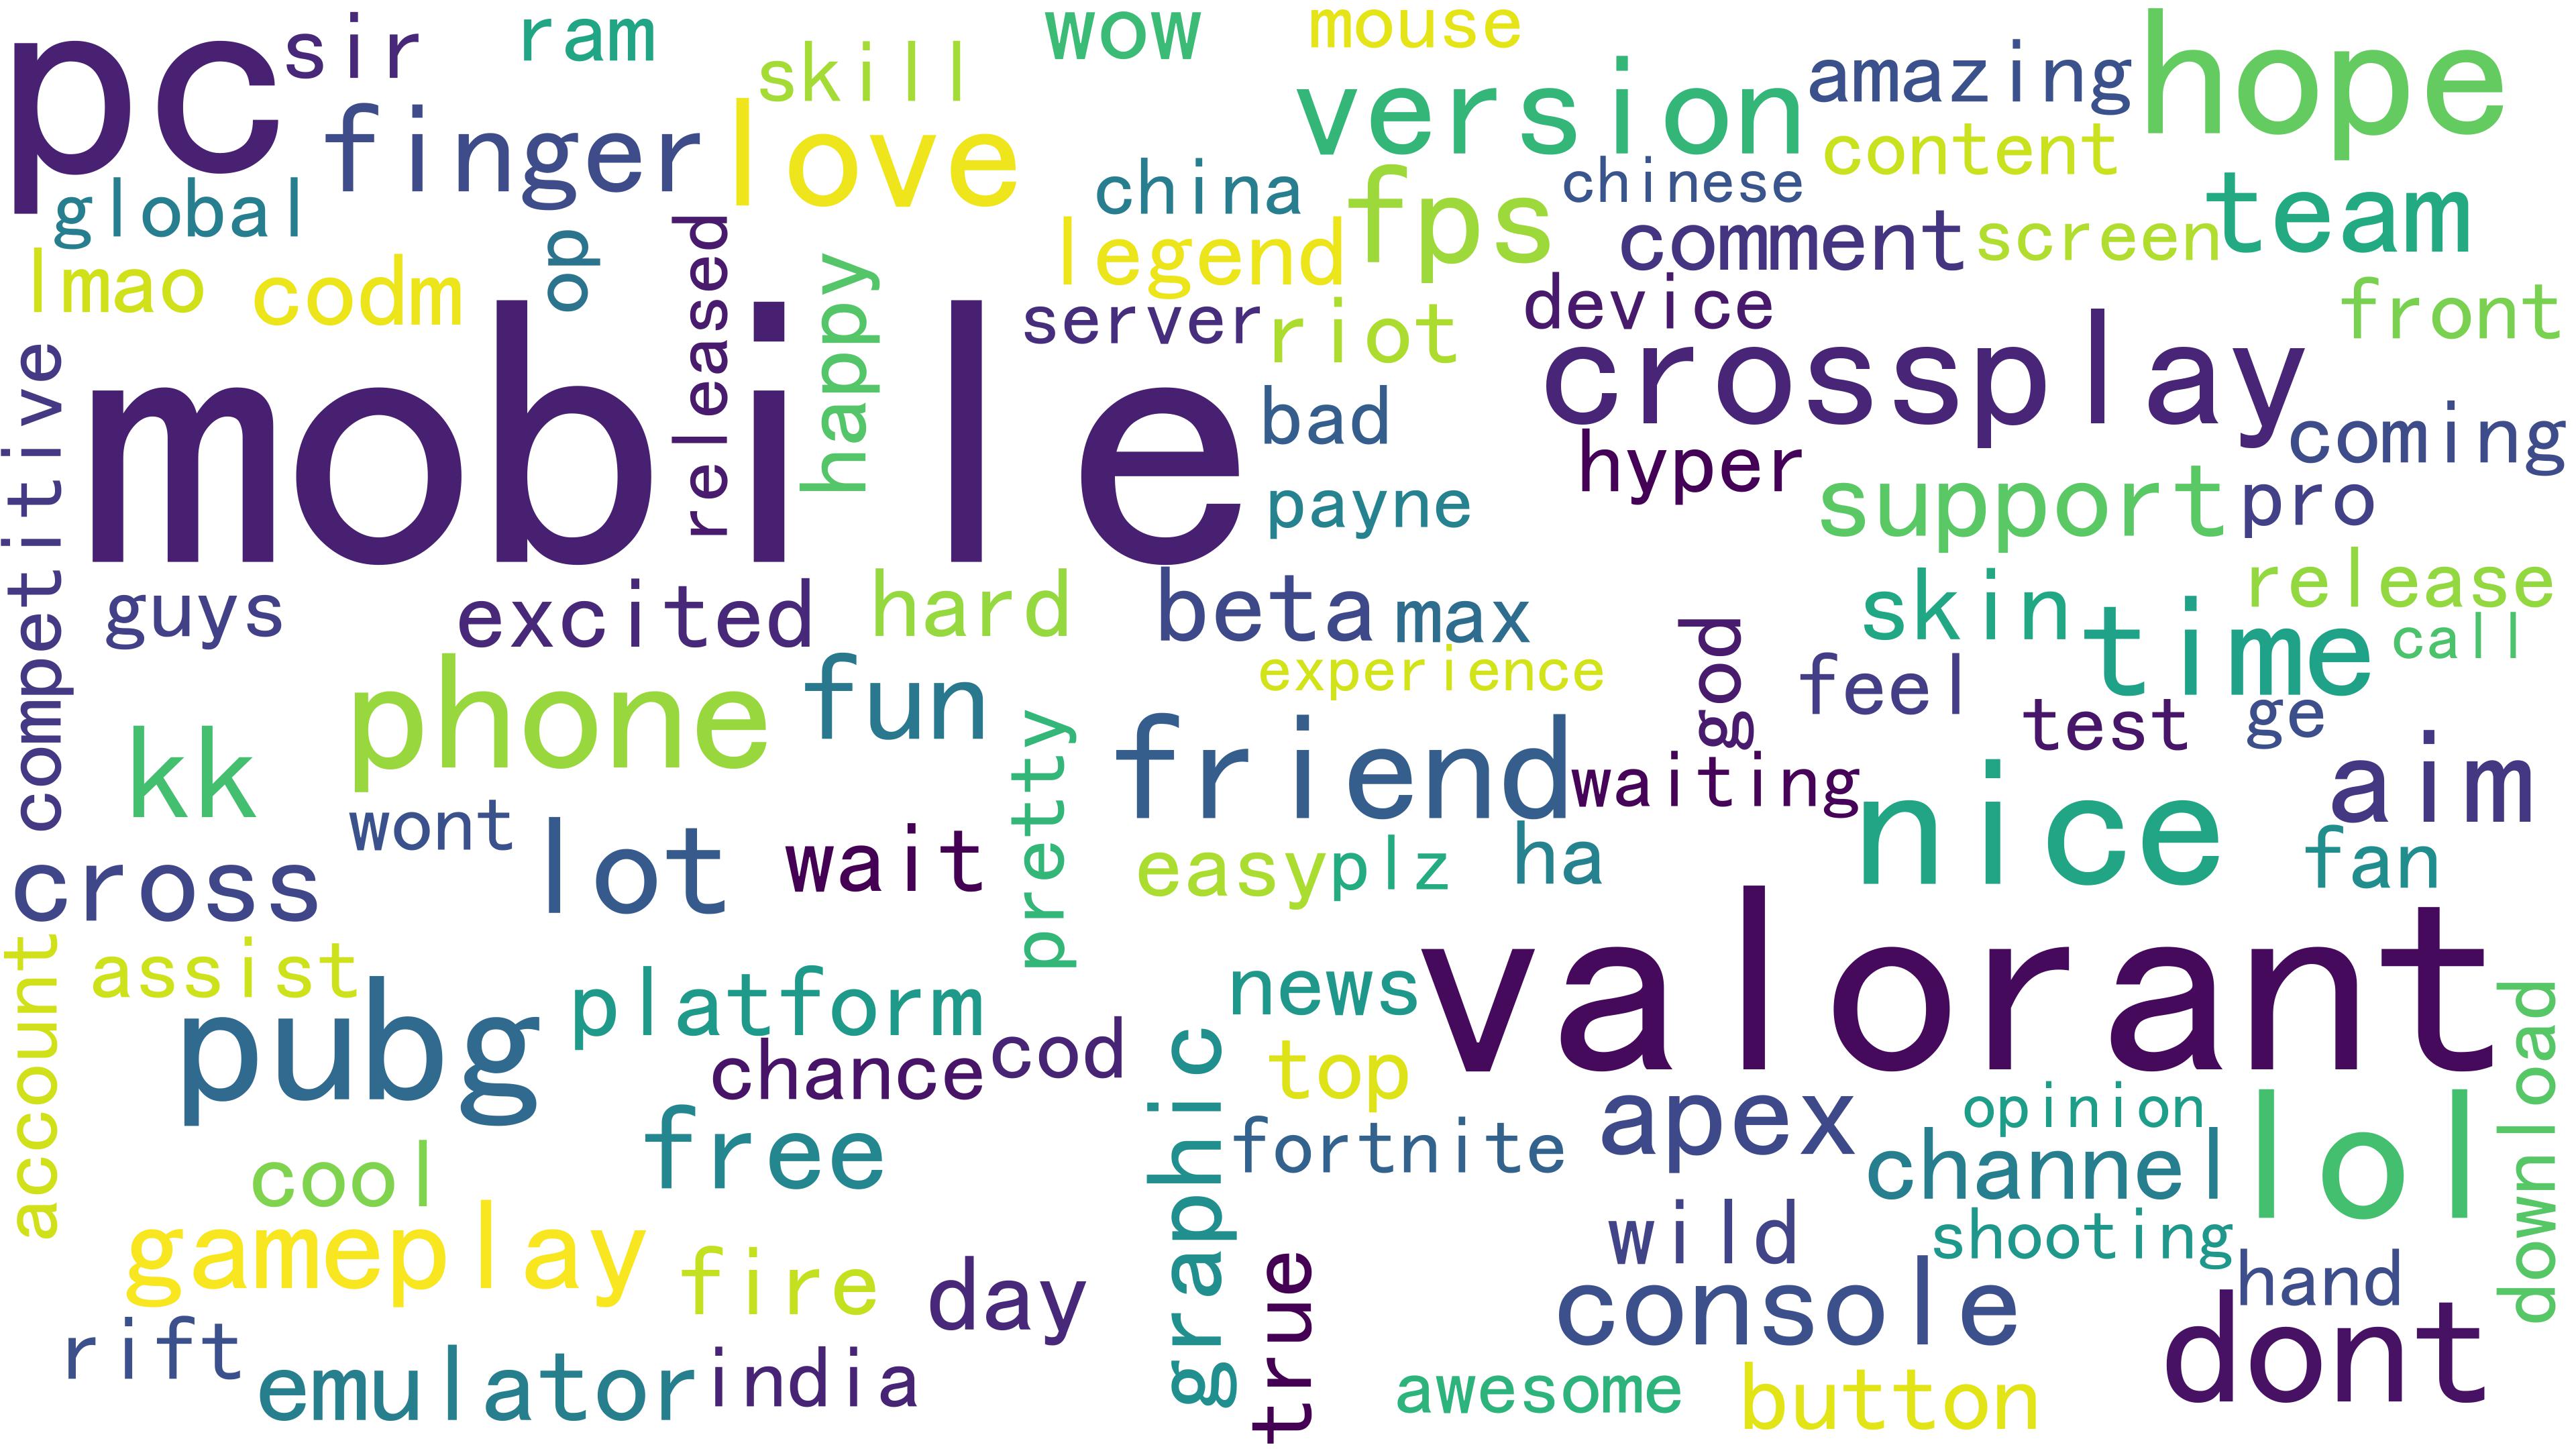 pc
sir
ram
skill
wow
mouse
version
amazing
hope
finger
love
content
global
china
chinese
fps
team
lmao
codm
op
released
happy
legend
comment
screen
server
riot
device
front
competitive
mobile
bad
crossplay
coming
payne
hyper
support
pro
guys
excited
hard
beta
max
skin
release
time
call
experience
god
feel
test
ge
phone
fun
pretty
friend
waiting
nice
aim
kk
wont
lot
wait
easy
plz
ha
fan
cross
account
assist
pubg
platform
chance
cod
news
valorant
download
graphic
top
free
fortnite
apex
opinion
channel
lol
cool
gameplay
fire
day
true
wild
shooting
hand
console
dont
rift
emulator
india
awesome
button